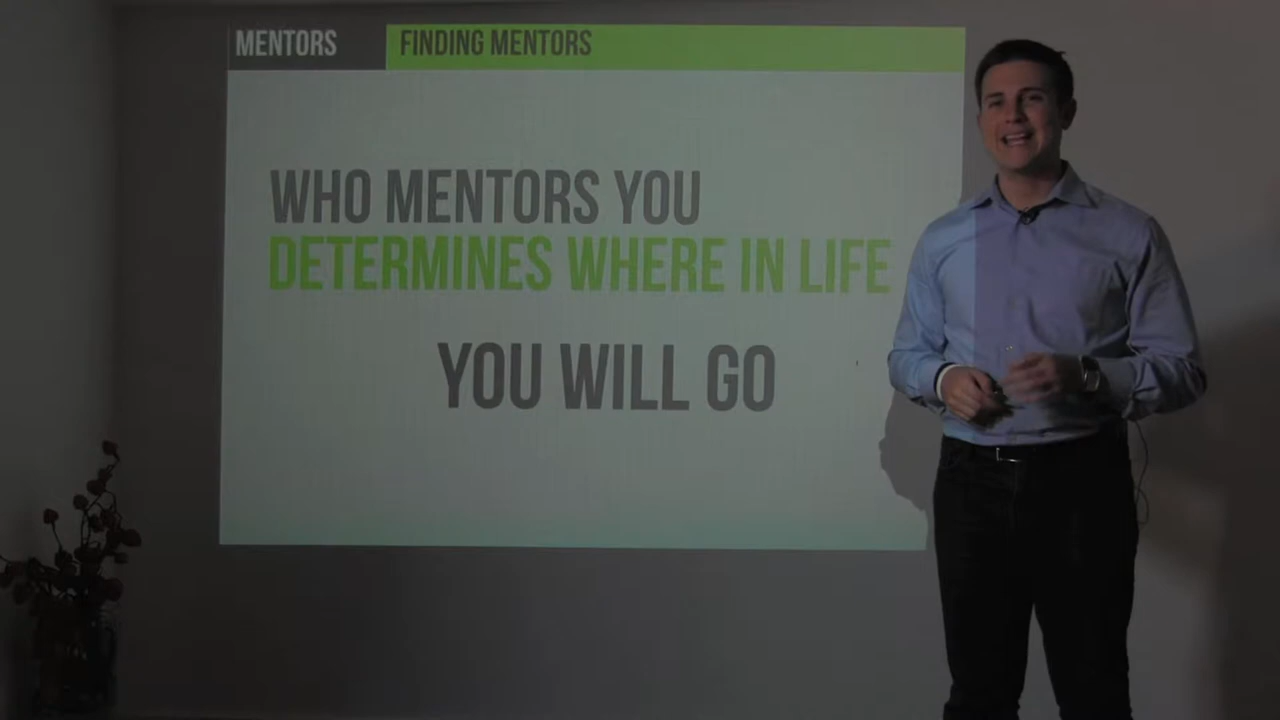 MENTORS
FINDING MENTORS
WHO MENTORS YOU
DETERMINES WHERE IN LIFE
YOU WILL GO